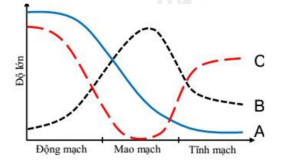 Độ lớn
C
B
A
Động mạch
Mao mạch
Tĩnh mạch